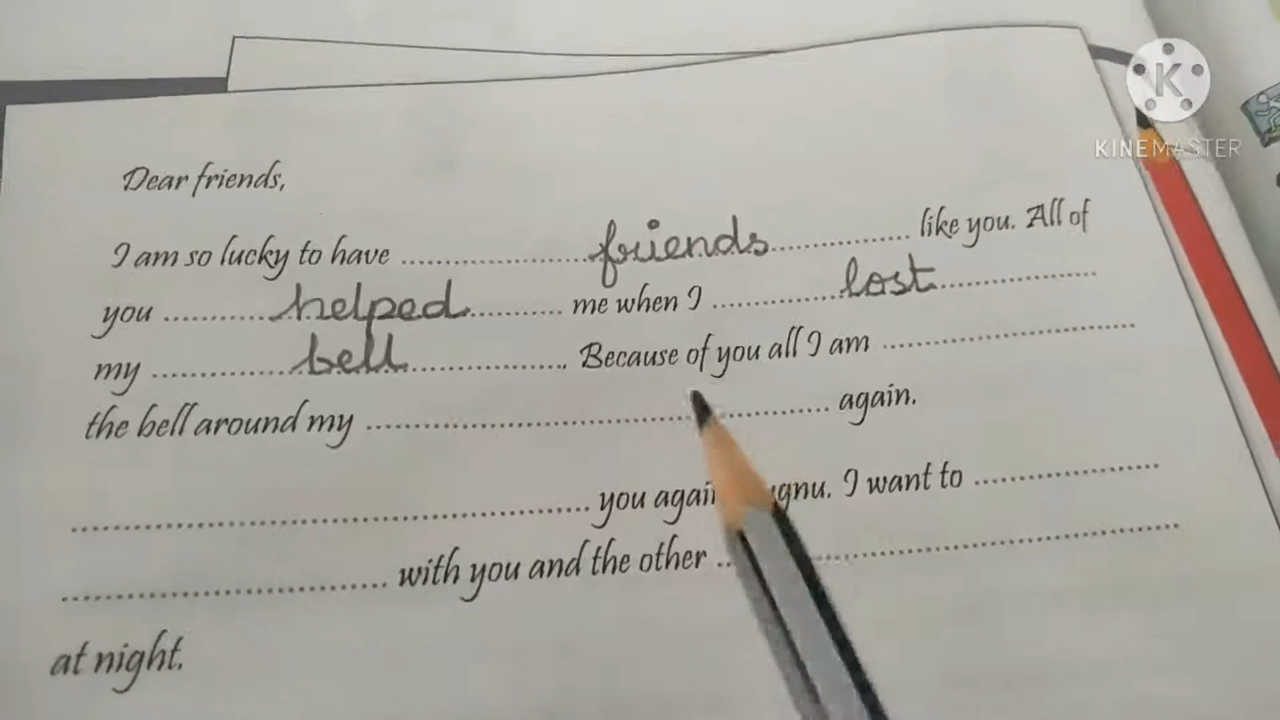 KINEMASTER
Dear friends,
I am so lucky to have .................... friends .................... like you. All of
you .......... helped .......... me when I .......... lost ....................
my .......... bell .................... Because of you all I am ....................
the bell around my .................... again.
.................... you again I want to ....................
.................... with you and the other ....................
at night.